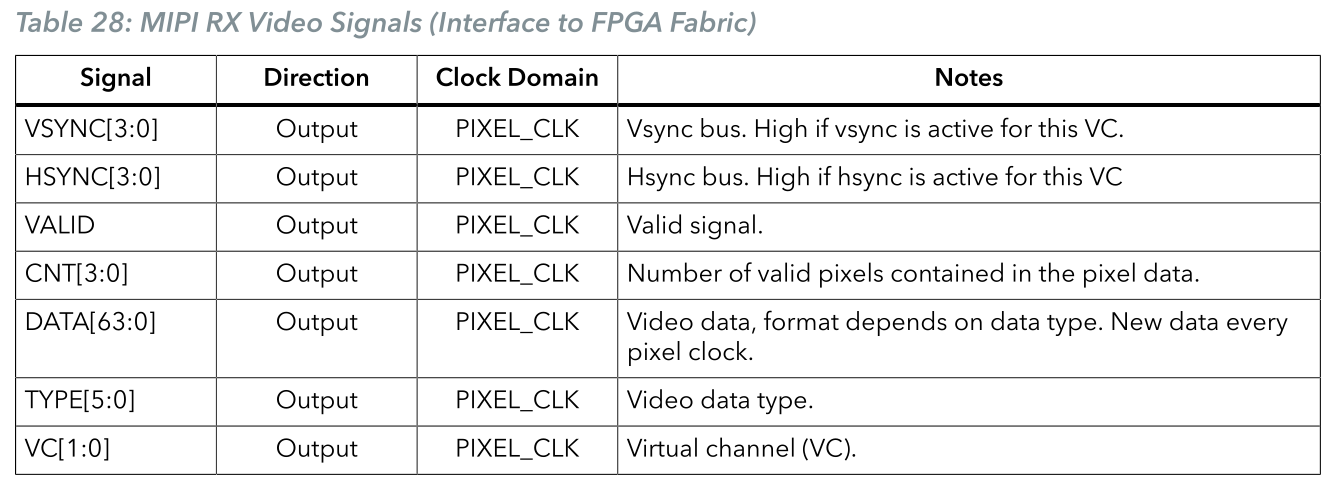 Table 28: MIPI RX Video Signals (Interface to FPGA Fabric)
Signal Direction Clock Domain Notes
VSYNC[3:0] Output PIXEL_CLK Vsync bus. High if vsync is active for this VC.
HSYNC[3:0] Output PIXEL_CLK Hsync bus. High if hsync is active for this VC
VALID Output PIXEL_CLK Valid signal.
CNT[3:0] Output PIXEL_CLK Number of valid pixels contained in the pixel data.
DATA[63:0] Output PIXEL_CLK Video data, format depends on data type. New data every
pixel clock.
TYPE[5:0] Output PIXEL_CLK Video data type.
VC[1:0] Output PIXEL_CLK Virtual channel (VC).